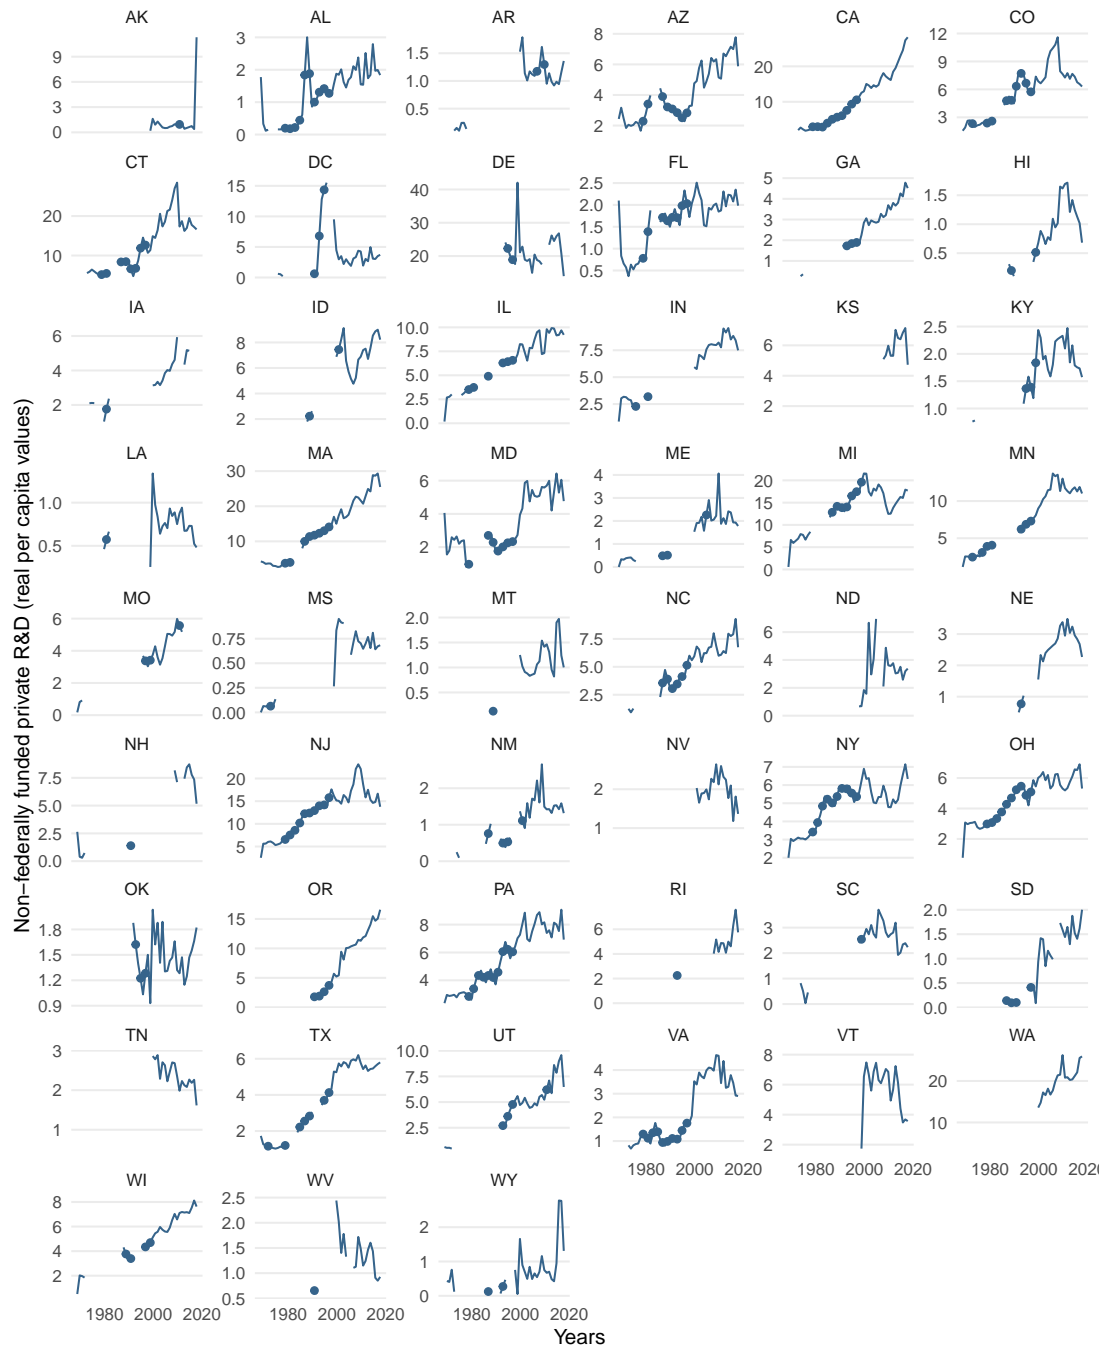 AK AL AR AZ CA CO
9 6 3 0
3 2 1 0
1.5 1.0 0.5
8 6 4 2
20 10
12 9 6 3
CT DC DE FL GA HI
20 10
15 10 5 0
40 30 20
2.5 2.0 1.5 1.0 0.5
5 4 3 2 1
1.5 1.0 0.5
IA ID IL IN KS KY
6 4 2
8 6 4 2
10.0 7.5 5.0 2.5 0.0
7.5 5.0 2.5
6 4 2
2.5 2.0 1.5 1.0
LA MA MD ME MI MN
1.0 0.5
30 20 10
6 4 2
4 3 2 1 0
20 15 10 5 0
10 5
MO MS MT NC ND NE
6 4 2 0
0.75 0.50 0.25 0.00
2.0 1.5 1.0 0.5
7.5 5.0 2.5
6 4 2 0
3 2 1
NH NJ NM NV NY OH
7.5 5.0 2.5 0.0
20 15 10 5
2 1 0
2 1
7 6 5 4 3 2
6 4 2
OK OR PA RI SC SD
1.8 1.5 1.2 0.9
15 10 5 0
8 6 4
6 4 2 0
3 2 1 0
2.0 1.5 1.0 0.5 0.0
TN TX UT VA VT WA
3 2 1
6 4 2
10.0 7.5 5.0 2.5
4 3 2 1
8 6 4 2
20 10
1980 2000 2020 1980 2000 2020 1980 2000 202
WI WV WY
8 6 4 2
2.5 2.0 1.5 1.0 0.5
2 1 0
1980 2000 2020 1980 2000 2020 1980 2000 2020
Years
Non−federally funded private R&D (real per capita values)